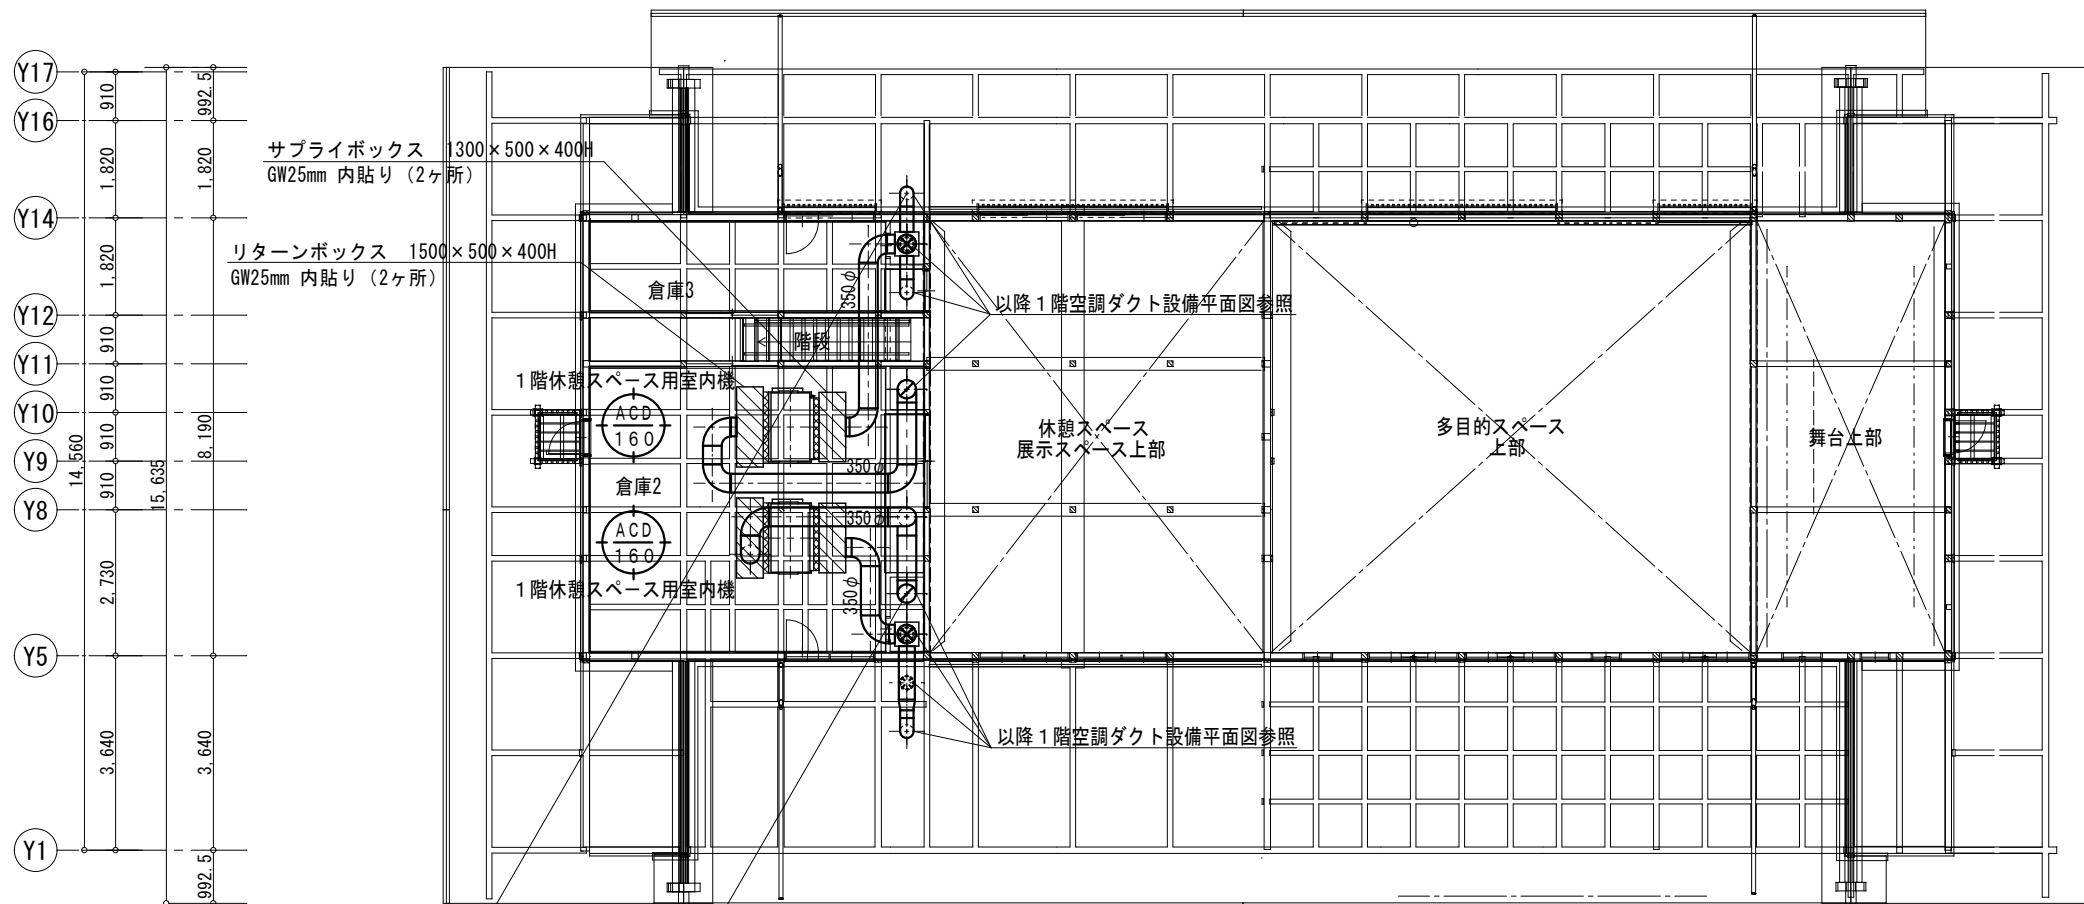 Y17
Y16
Y14
Y12
Y11
Y10
Y9
Y8
Y5
Y1
910
1,820
1,820
910
910
910
910
2,730
3,640
14,560
15,635
992.5
1,820
8,190
3,640
992.5
サプライボックス 1300×500×400H
GW25mm 内貼り（2ヶ所）
リターンボックス 1500×500×400H
GW25mm 内貼り（2ヶ所）
倉庫3
350φ
以降１階空調ダクト設備平面図参照
階段
１階休憩スペース用室内機
ACD
160
休憩スペース
展示スペース上部
多目的スペース
上部
舞台上部
350φ
倉庫2
350φ
ACD
160
１階休憩スペース用室内機
350φ
以降１階空調ダクト設備平面図参照